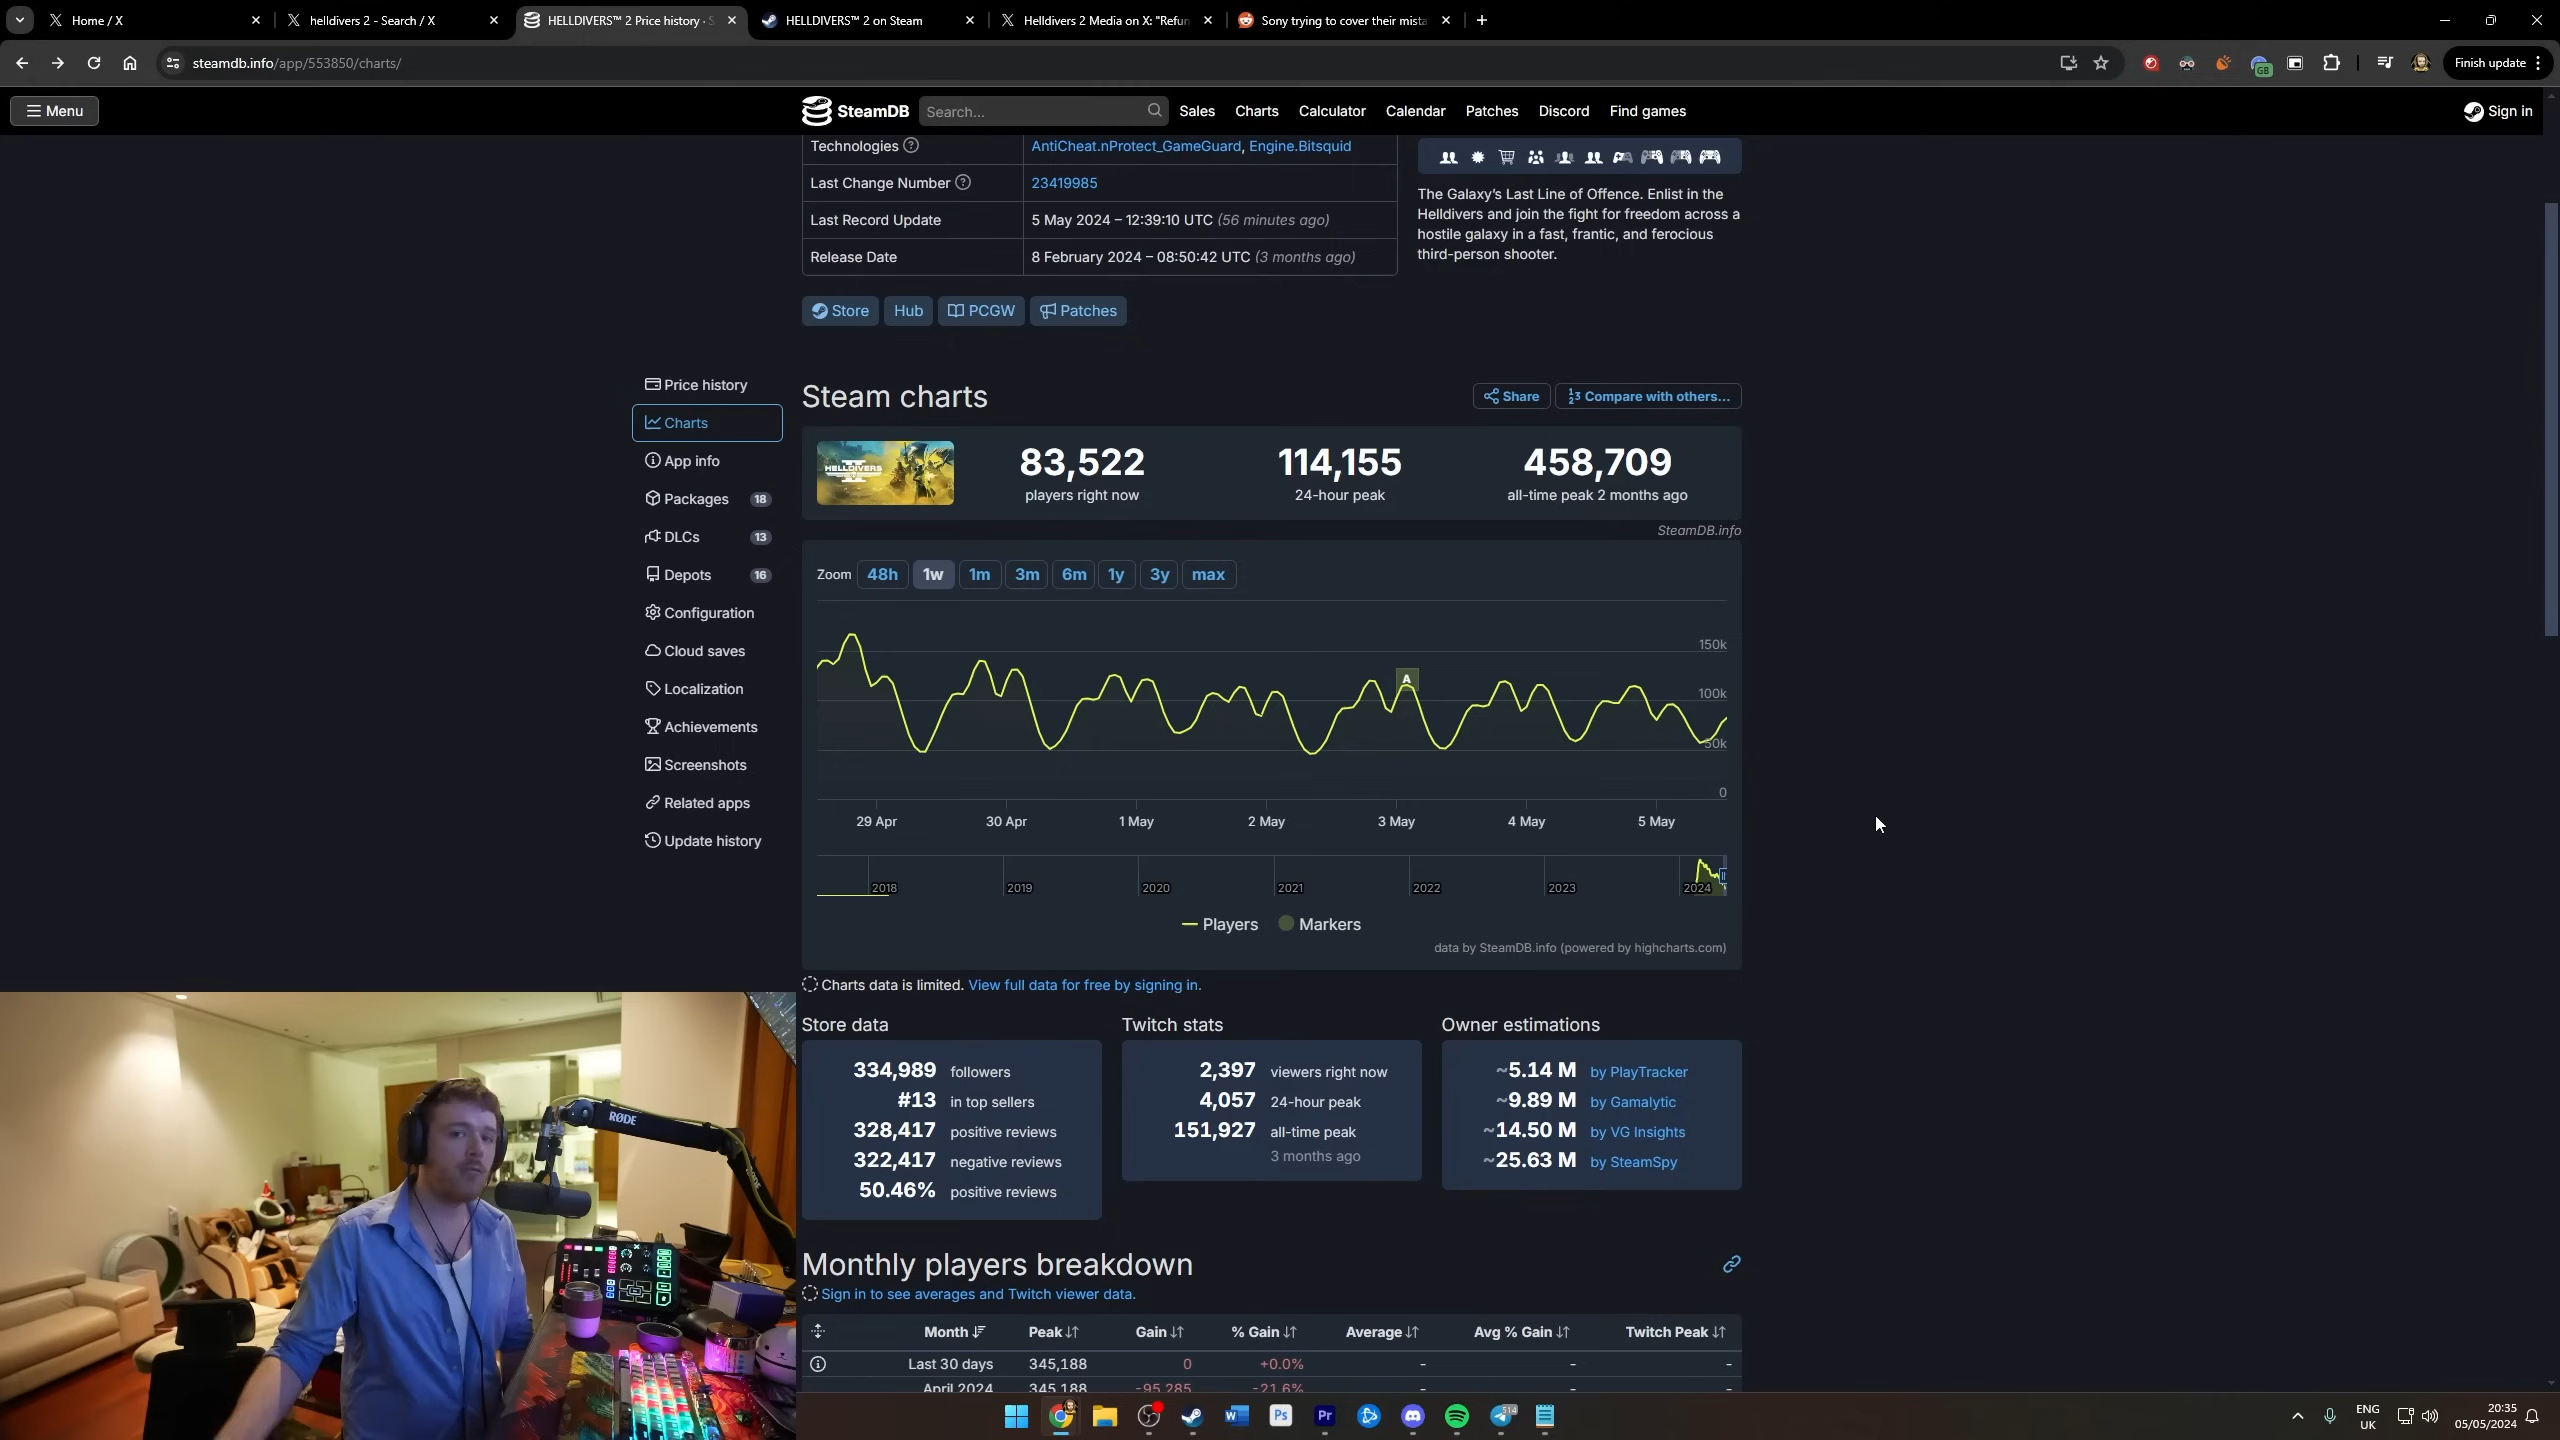 Home / X
helldivers 2 - Search / X
HELLDIVERS™ 2 Price history · S
HELLDIVERS™ 2 on Steam
Helldivers 2 Media on X: "Refun
Sony trying to cover their mista
steamdb.info/app/553850/charts/
GB
Finish update
Menu
SteamDB
Search...
Sales
Charts
Calculator
Calendar
Patches
Discord
Find games
Sign in
Technologies
AntiCheat.nProtect_GameGuard, Engine.Bitsquid
Last Change Number
23419985
Last Record Update
5 May 2024 – 12:39:10 UTC (56 minutes ago)
Release Date
8 February 2024 – 08:50:42 UTC (3 months ago)
The Galaxy's Last Line of Offence. Enlist in the
Helldivers and join the fight for freedom across a
hostile galaxy in a fast, frantic, and ferocious
third-person shooter.
Store
Hub
PCGW
Patches
Price history
Charts
App info
Packages 18
DLCs 13
Depots 16
Configuration
Cloud saves
Localization
Achievements
Screenshots
Related apps
Update history
Steam charts
Share
Compare with others...
HELLDIVERS
83,522
players right now
114,155
24-hour peak
458,709
all-time peak 2 months ago
SteamDB.info
Zoom 48h 1w 1m 3m 6m 1y 3y max
150k
A
100k
50k
0
29 Apr 30 Apr 1 May 2 May 3 May 4 May 5 May
2018 2019 2020 2021 2022 2023 2024
Players Markers
data by SteamDB.info (powered by highcharts.com)
Charts data is limited. View full data for free by signing in.
Store data
334,989 followers
#13 in top sellers
328,417 positive reviews
322,417 negative reviews
50.46% positive reviews
Twitch stats
2,397 viewers right now
4,057 24-hour peak
151,927 all-time peak
3 months ago
Owner estimations
~5.14 M by PlayTracker
~9.89 M by Gamalytic
~14.50 M by VG Insights
~25.63 M by SteamSpy
Monthly players breakdown
Sign in to see averages and Twitch viewer data.
Month Peak Gain % Gain Average Avg % Gain Twitch Peak
Last 30 days 345,188 0 +0.0% - - -
April 2024 345,188 -95,285 -21.6% - - -
RØDE
RØDE
W
Ps
Pr
514
ENG
UK
20:35
05/05/2024